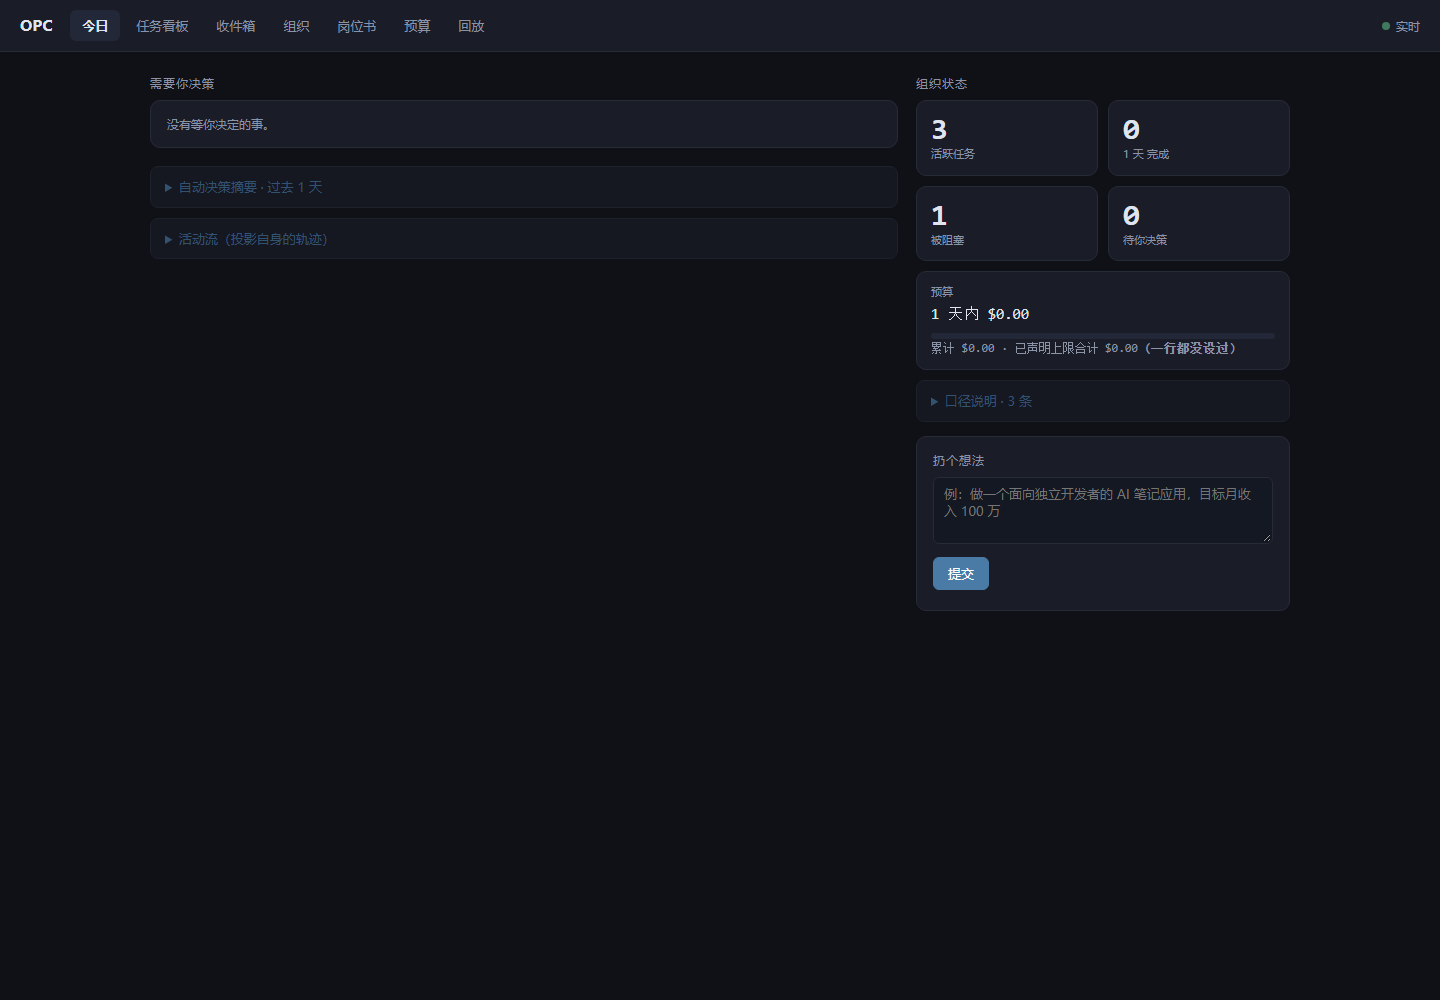 OPC 今日 任务看板 收件箱 组织 岗位书 预算 回放 实时
需要你决策
没有等你决定的事。
▶ 自动决策摘要 · 过去 1 天
▶ 活动流（投影自身的轨迹）
组织状态
3
活跃任务
0
1 天 完成
1
被阻塞
0
待你决策
预算
1 天内 $0.00
累计 $0.00 · 已声明上限合计 $0.00（一行都没设过）
▶ 口径说明 · 3 条
扔个想法
例：做一个面向独立开发者的 AI 笔记应用，目标月收
入 100 万
提交